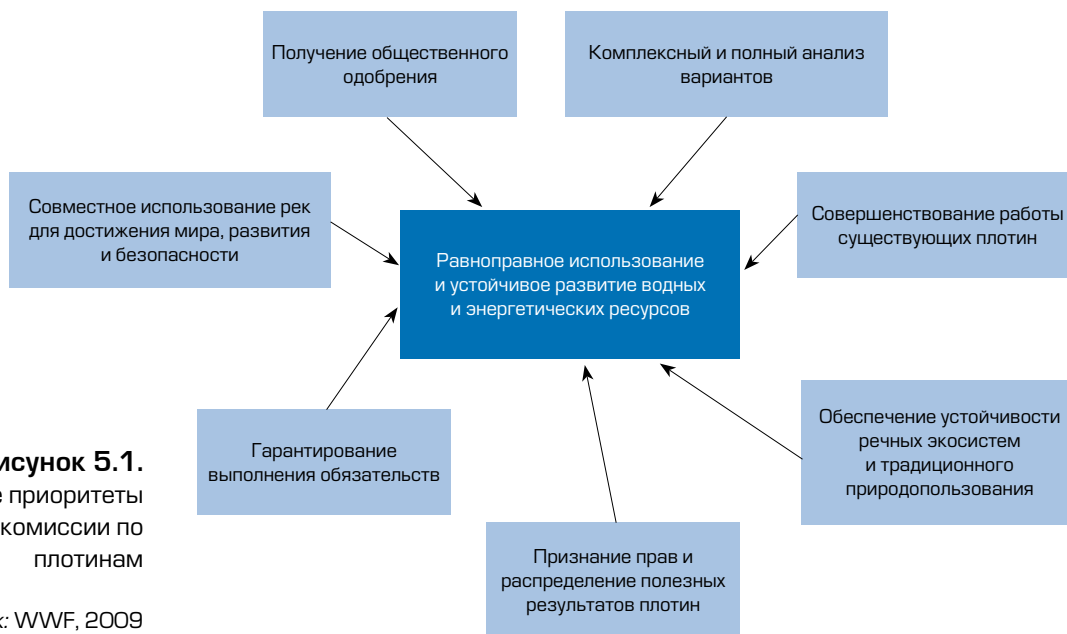 Получение общественного
одобрения
Комплексный и полный анализ
вариантов
Совместное использование рек
для достижения мира, развития
и безопасности
Совершенствование работы
существующих плотин
Равноправное использование
и устойчивое развитие водных
и энергетических ресурсов
Гарантирование
выполнения обязательств
Обеспечение устойчивости
речных экосистем
и традиционного
природопользования
Признание прав и
распределение полезных
результатов плотин
5.1.
приоритеты
комиссии по
плотинам
WWF, 2009